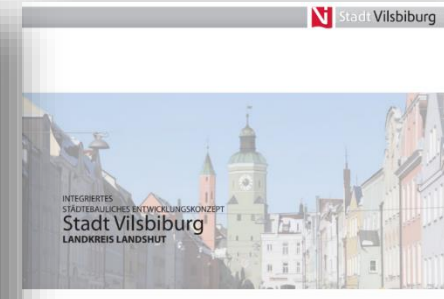 Stadt Vilsbiburg
INTEGRIERTES
STÄDTEBAULICHES ENTWICKLUNGSKONZEPT
Stadt Vilsbiburg
LANDKREIS LANDSHUT